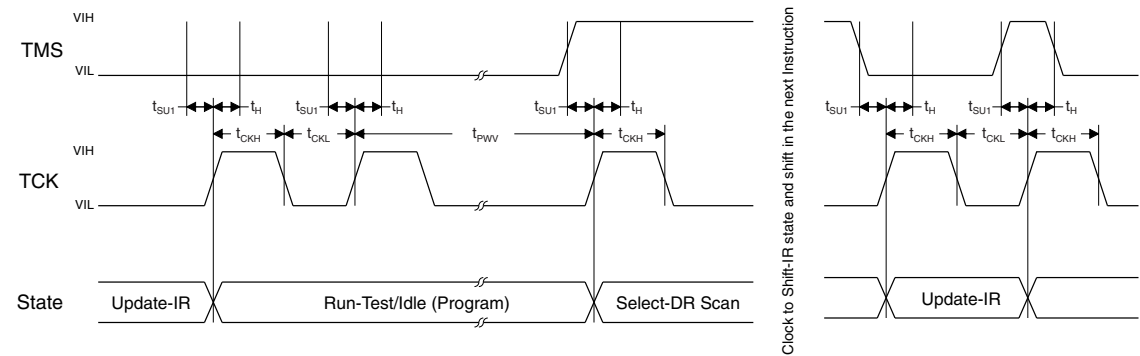 VIH
TMS
VIL
tSU1 tH tSU1 tH tSU1 tH tSU1 tH tSU1 tH
tCKH tCKL tPWV tCKH tCKH tCKL tCKH
VIH
TCK
VIL
State Update-IR Run-Test/Idle (Program) Select-DR Scan Update-IR
Clock to Shift-IR state and shift in the next Instruction